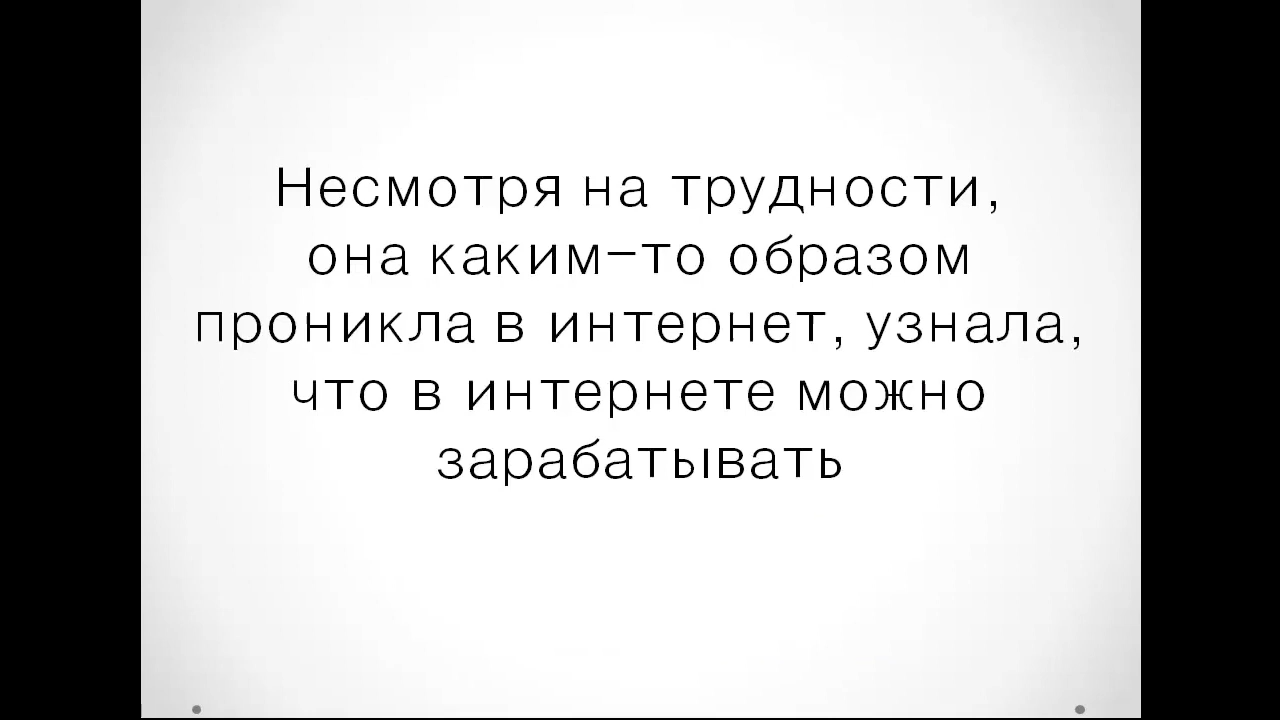 Несмотря на трудности,
она каким-то образом
проникла в интернет, узнала,
что в интернете можно
зарабатывать